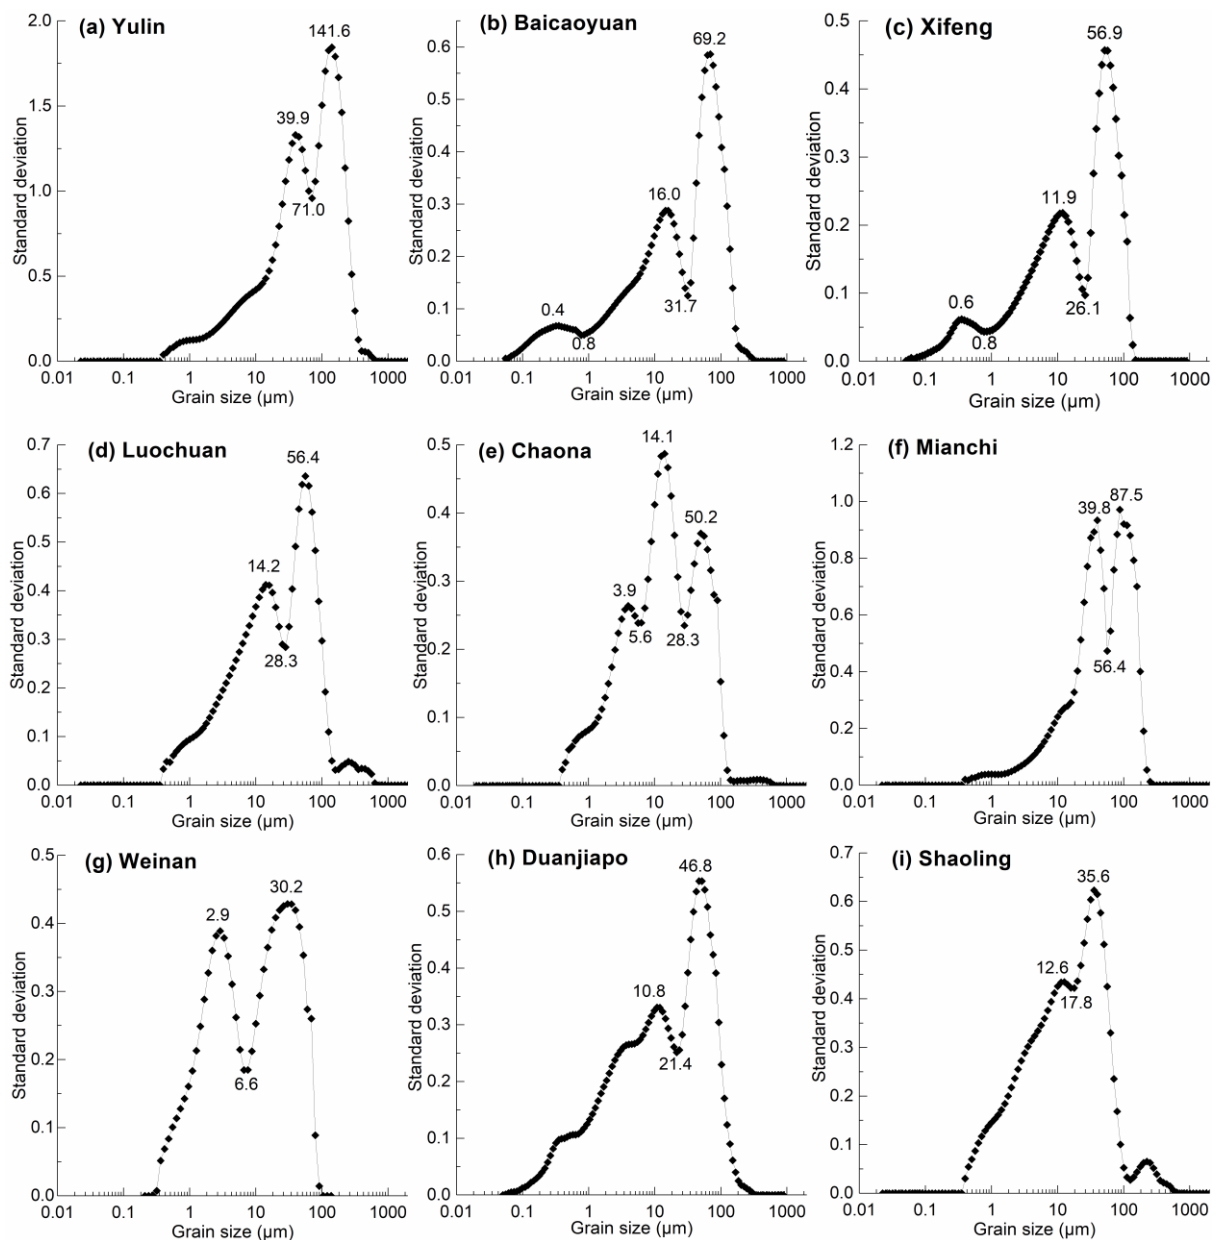 (a) Yulin
141.6
39.9
71.0
2.0
1.5
1.0
0.5
0.0
Standard deviation
0.01 0.1 1 10 100 1000
Grain size (µm)
(b) Baicaoyuan
69.2
16.0
31.7
0.4
0.8
0.6
0.5
0.4
0.3
0.2
0.1
0.0
Standard deviation
0.01 0.1 1 10 100 1000
Grain size (µm)
(c) Xifeng
56.9
11.9
26.1
0.6
0.8
0.5
0.4
0.3
0.2
0.1
0.0
Standard deviation
0.01 0.1 1 10 100 1000
Grain size (µm)
(d) Luochuan
56.4
14.2
28.3
0.7
0.6
0.5
0.4
0.3
0.2
0.1
0.0
Standard deviation
0.01 0.1 1 10 100 1000
Grain size (µm)
(e) Chaona
14.1
50.2
3.9
5.6
28.3
0.5
0.4
0.3
0.2
0.1
0.0
Standard deviation
0.01 0.1 1 10 100 1000
Grain size (µm)
(f) Mianchi
39.8
87.5
56.4
1.2
1.0
0.8
0.6
0.4
0.2
0.0
Standard deviation
0.01 0.1 1 10 100 1000
Grain size (µm)
(g) Weinan
30.2
2.9
6.6
0.5
0.4
0.3
0.2
0.1
0.0
Standard deviation
0.01 0.1 1 10 100 1000
Grain size (µm)
(h) Duanjiapo
46.8
10.8
21.4
0.6
0.5
0.4
0.3
0.2
0.1
0.0
Standard deviation
0.01 0.1 1 10 100 1000
Grain size (µm)
(i) Shaoling
35.6
12.6
17.8
0.7
0.6
0.5
0.4
0.3
0.2
0.1
0.0
Standard deviation
0.01 0.1 1 10 100 1000
Grain size (µm)